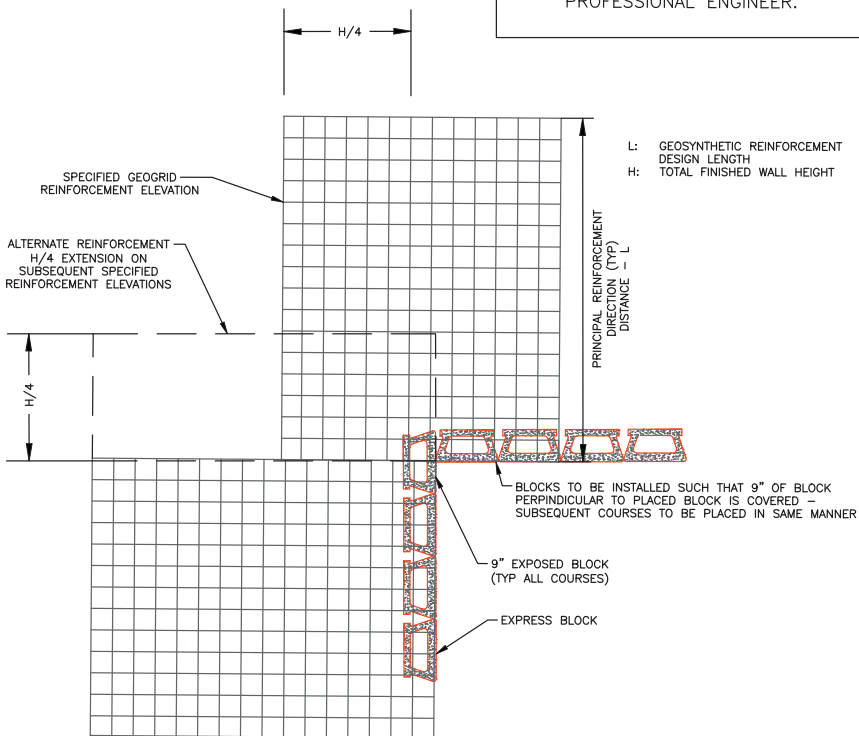 PROFESSIONAL ENGINEER.
H/4
L: GEOSYNTHETIC REINFORCEMENT
DESIGN LENGTH
H: TOTAL FINISHED WALL HEIGHT
SPECIFIED GEOGRID
REINFORCEMENT ELEVATION
ALTERNATE REINFORCEMENT
H/4 EXTENSION ON
SUBSEQUENT SPECIFIED
REINFORCEMENT ELEVATIONS
PRINCIPAL REINFORCEMENT
DIRECTION (TYP)
DISTANCE - L
H/4
BLOCKS TO BE INSTALLED SUCH THAT 9" OF BLOCK
PERPINDICULAR TO PLACED BLOCK IS COVERED -
SUBSEQUENT COURSES TO BE PLACED IN SAME MANNER
9" EXPOSED BLOCK
(TYP ALL COURSES)
EXPRESS BLOCK